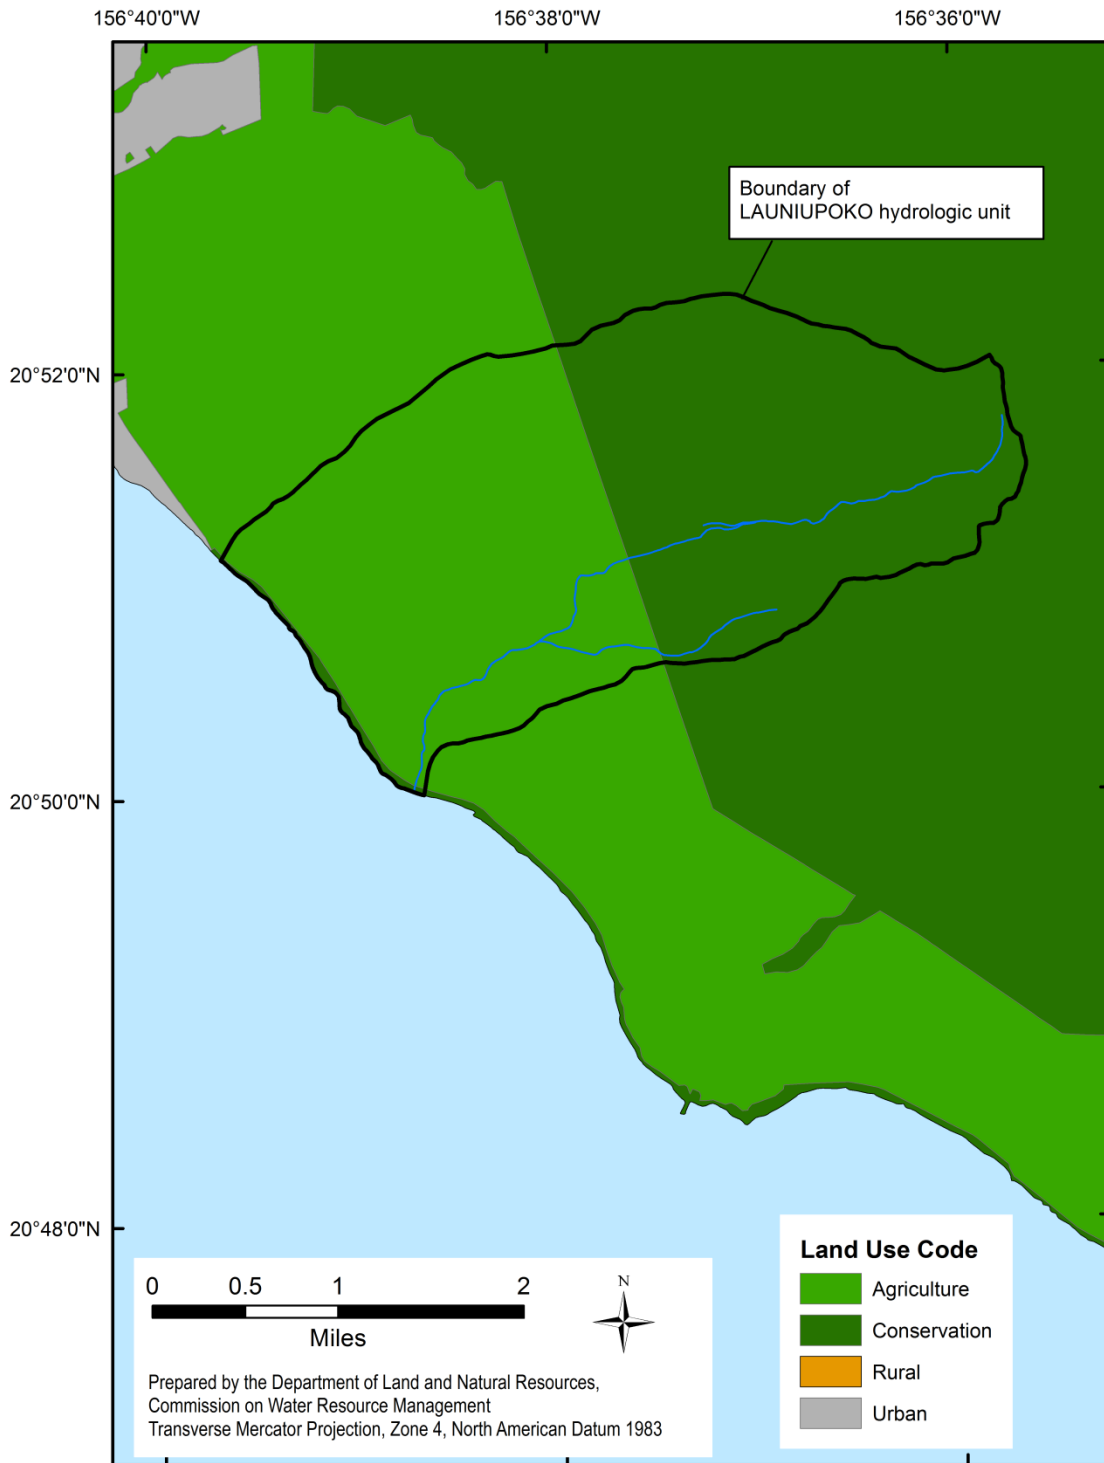 156°40'0"W 156°38'0"W 156°36'0"W
Boundary of
LAUNIUPOKO hydrologic unit
20°52'0"N
20°50'0"N
20°48'0"N
0 0.5 1 2
Miles
N
Prepared by the Department of Land and Natural Resources,
Commission on Water Resource Management
Transverse Mercator Projection, Zone 4, North American Datum 1983
Land Use Code
Agriculture
Conservation
Rural
Urban